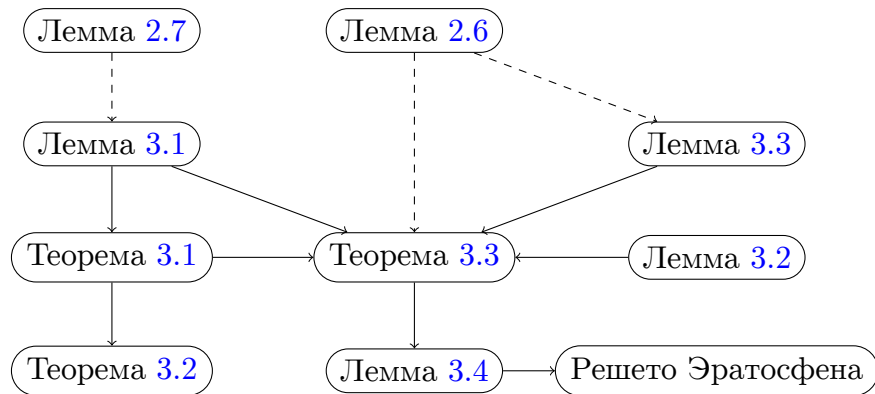 Лемма 2.7
Лемма 2.6
Лемма 3.1
Лемма 3.3
Теорема 3.1
Теорема 3.3
Лемма 3.2
Теорема 3.2
Лемма 3.4
Решето Эратосфена